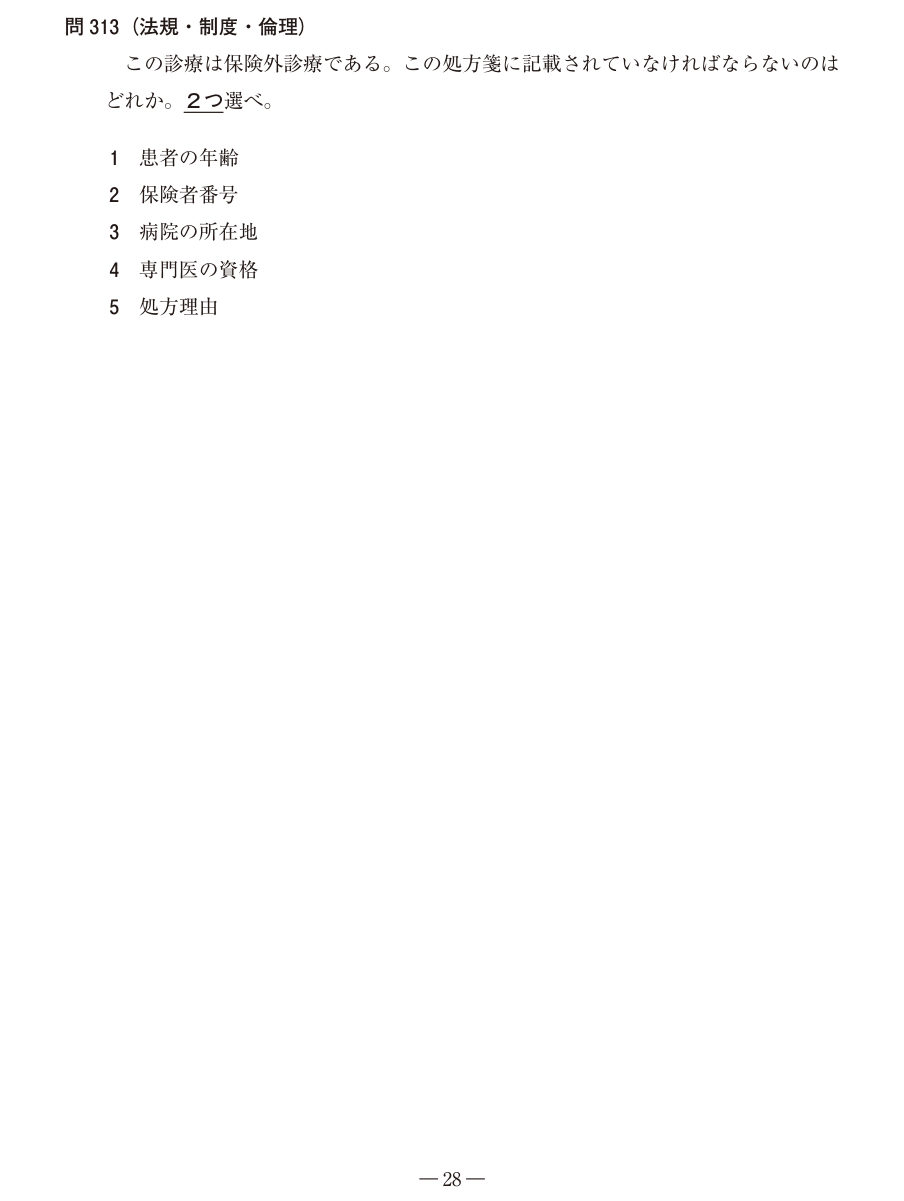 問 313（法規・制度・倫理）
この診療は保険外診療である。この処方箋に記載されていなければならないのは
どれか。２つ選べ。
1 患者の年齢
2 保険者番号
3 病院の所在地
4 専門医の資格
5 処方理由
― 28 ―